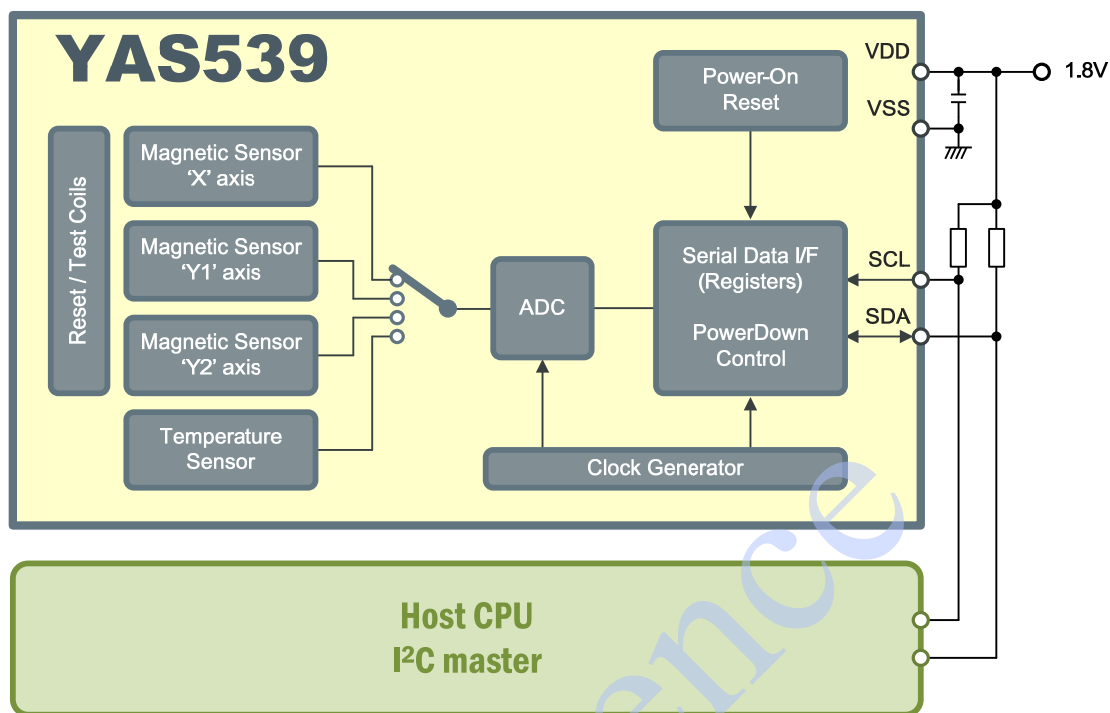 YAS539
VDD
1.8V
Power-On
Reset
VSS
Reset / Test Coils
Magnetic Sensor
‘X’ axis
Magnetic Sensor
‘Y1’ axis
Magnetic Sensor
‘Y2’ axis
Temperature
Sensor
ADC
Serial Data I/F
(Registers)
PowerDown
Control
SCL
SDA
Clock Generator
Host CPU
I²C master
ence